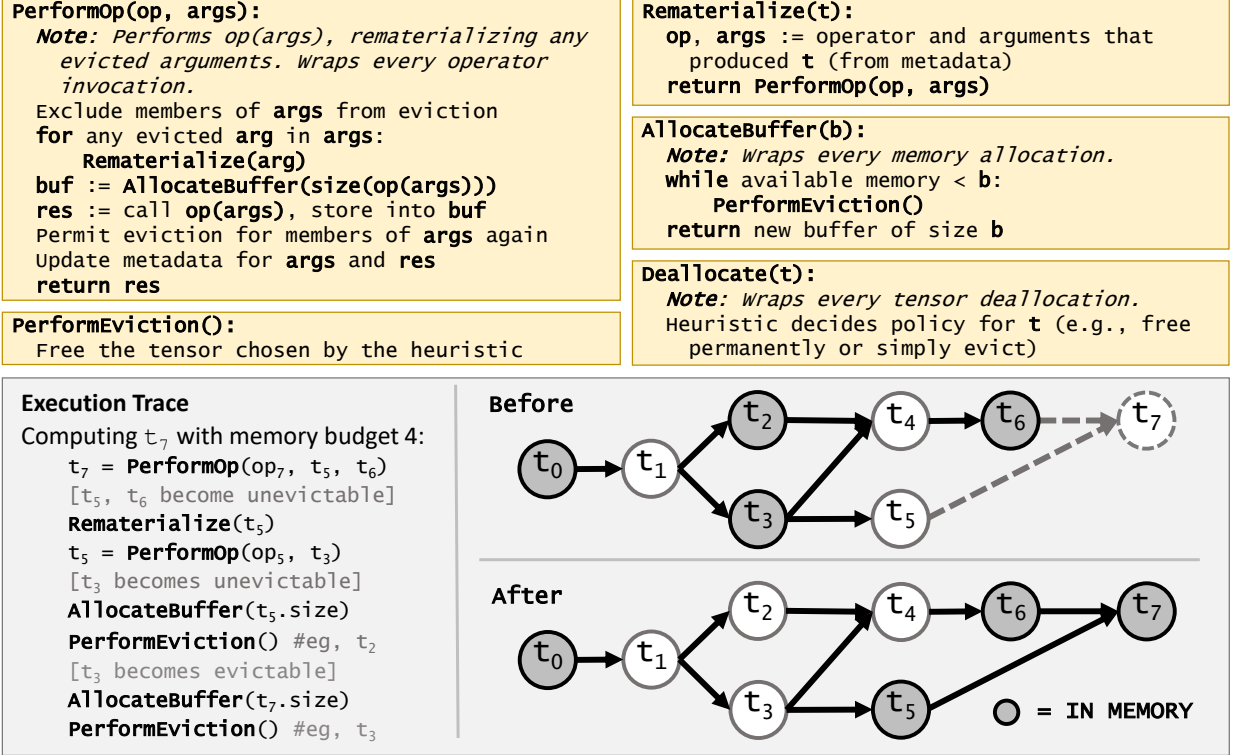 PerformOp(op, args):
Note: Performs op(args), rematerializing any
evicted arguments. Wraps every operator
invocation.
Exclude members of args from eviction
for any evicted arg in args:
Rematerialize(arg)
buf := AllocateBuffer(size(op(args)))
res := call op(args), store into buf
Permit eviction for members of args again
Update metadata for args and res
return res
PerformEviction():
Free the tensor chosen by the heuristic
Rematerialize(t):
op, args := operator and arguments that
produced t (from metadata)
return PerformOp(op, args)
AllocateBuffer(b):
Note: Wraps every memory allocation.
while available memory < b:
PerformEviction()
return new buffer of size b
Deallocate(t):
Note: Wraps every tensor deallocation.
Heuristic decides policy for t (e.g., free
permanently or simply evict)
Execution Trace
Computing t₇ with memory budget 4:
t₇ = PerformOp(op₇, t₅, t₆)
[t₅, t₆ become unevictable]
Rematerialize(t₅)
t₅ = PerformOp(op₅, t₃)
[t₃ becomes unevictable]
AllocateBuffer(t₅.size)
PerformEviction() #eg, t₂
[t₃ becomes evictable]
AllocateBuffer(t₇.size)
PerformEviction() #eg, t₃
Before
t₂ t₄ t₆ t₇
t₀ t₁
t₃ t₅
After
t₂ t₄ t₆ t₇
t₀ t₁
t₃ t₅
= IN MEMORY